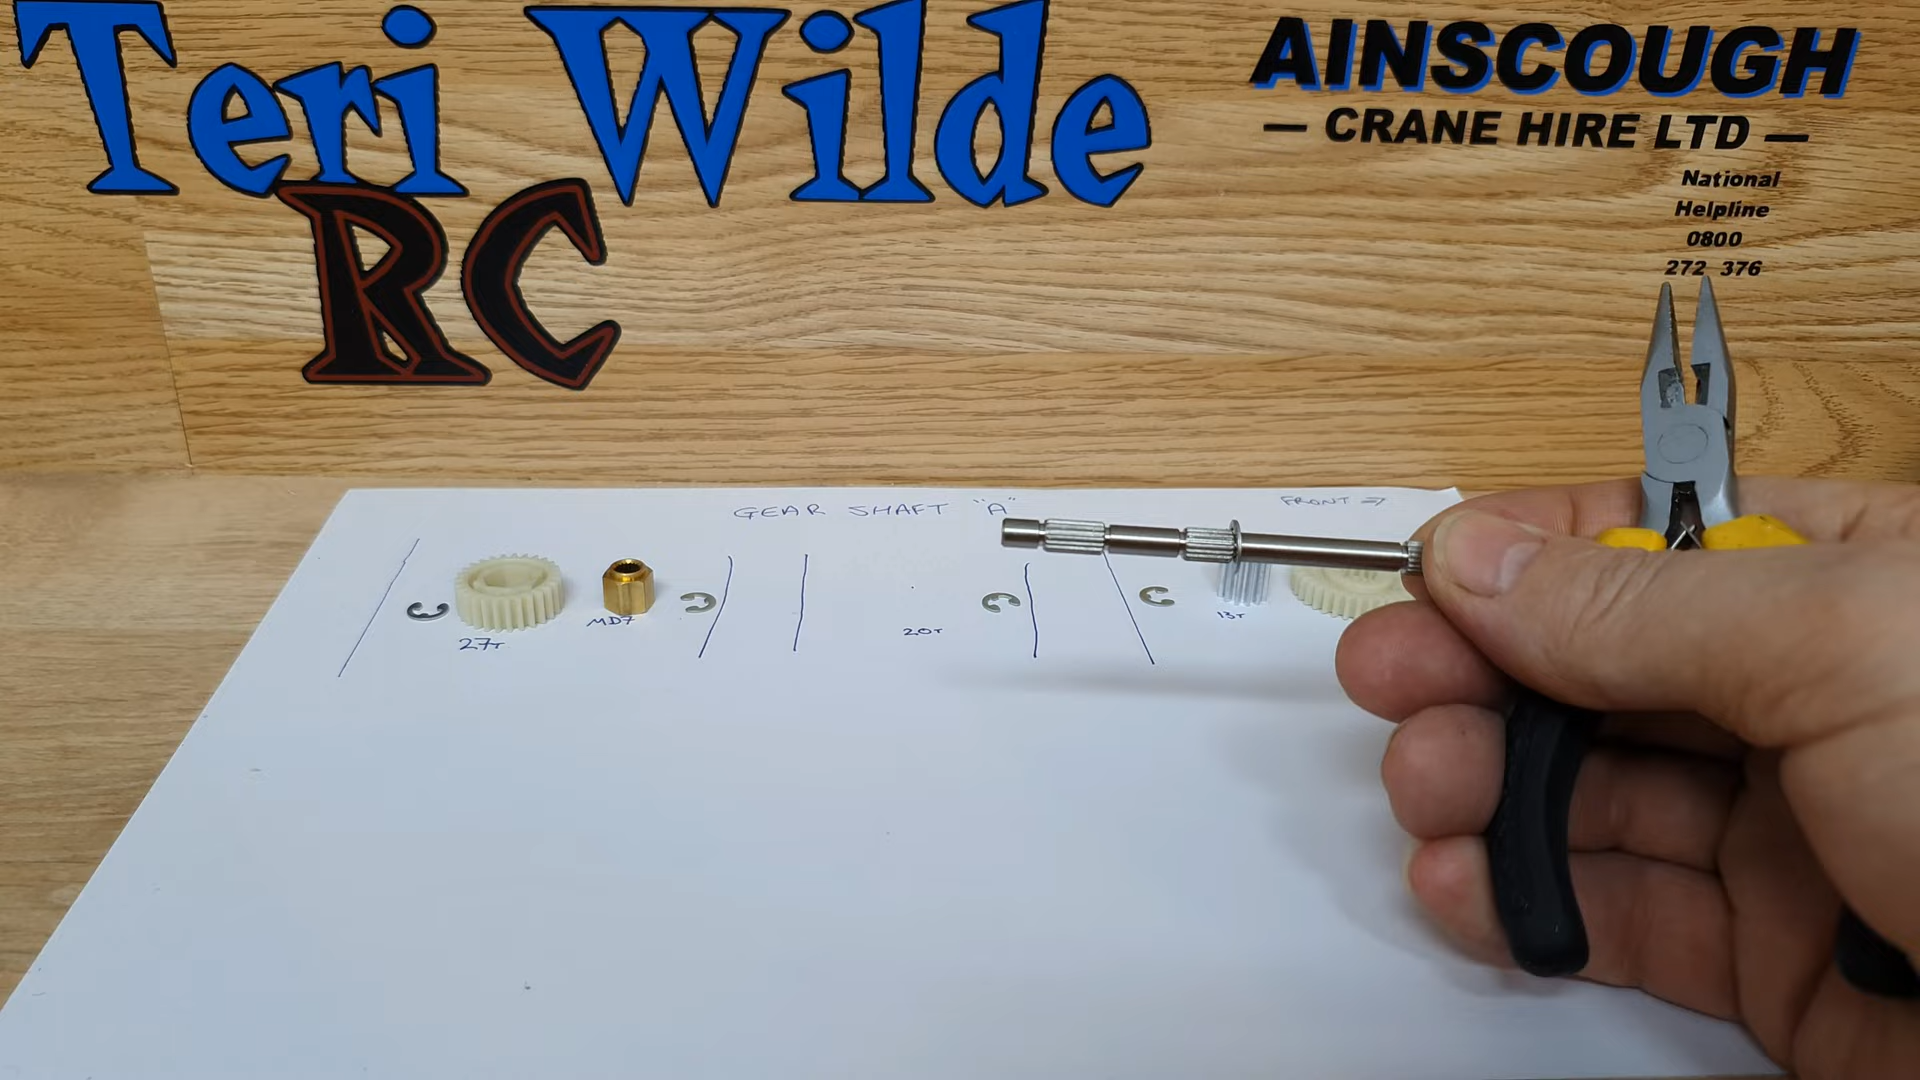 Teri Wilde
RC
AINSCOUGH
— CRANE HIRE LTD —
National
Helpline
0800
272 376
GEAR SHAFT "A"
FRONT ⇒
27T
MD7
20T
13T